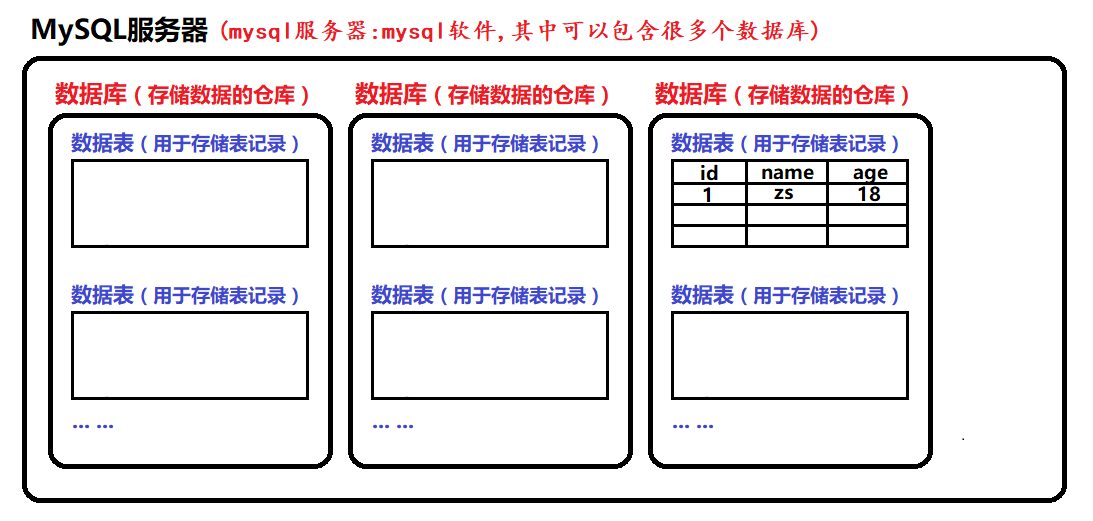 MySQL服务器 (mysql服务器:mysql软件,其中可以包含很多个数据库)
数据库（存储数据的仓库） 数据库（存储数据的仓库） 数据库（存储数据的仓库）
数据表（用于存储表记录） 数据表（用于存储表记录） 数据表（用于存储表记录）
id name age
1 zs 18
数据表（用于存储表记录） 数据表（用于存储表记录） 数据表（用于存储表记录）
... ... ... ... ... ...